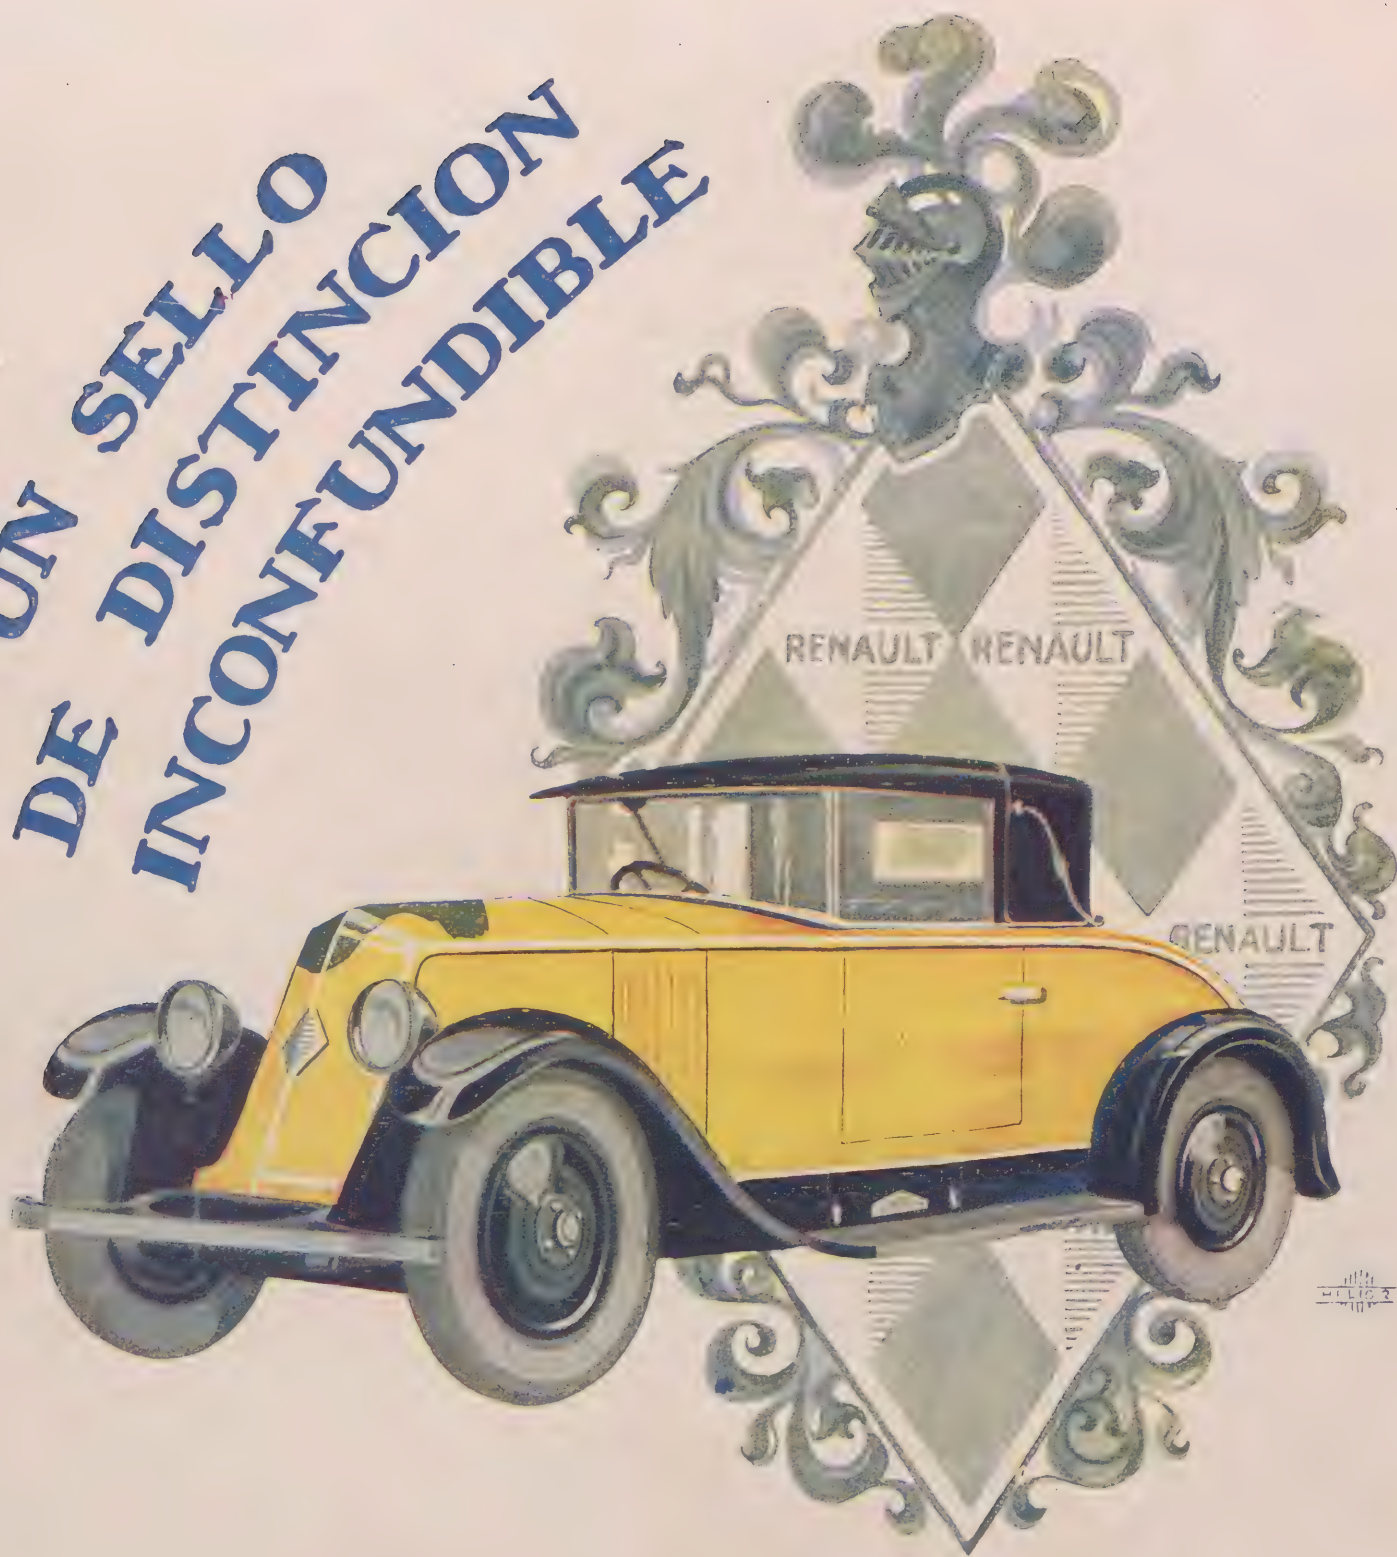 UN SELLO
DE DISTINCION
INCONFUNDIBLE
RENAULT RENAULT
RENAULT